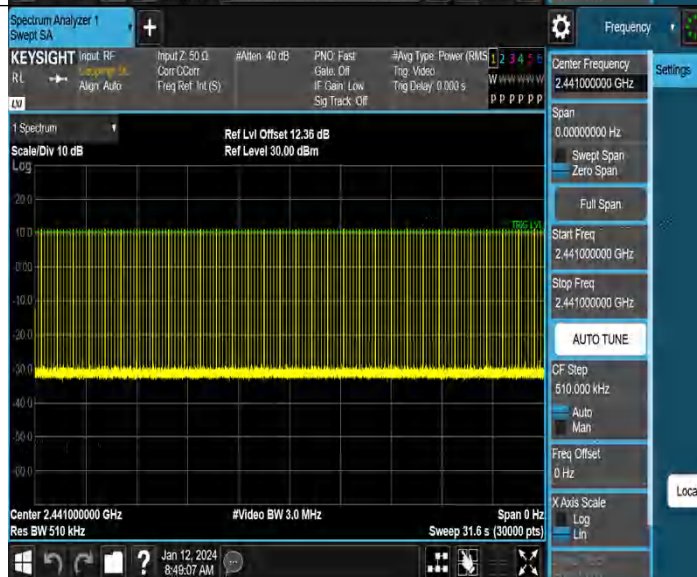 Spectrum Analyzer 1
Swept SA
+
Frequency
KEYSIGHT
RL
Input: RF
Align: Auto
Input Z: 50 Ω
Corr CCorr
Freq Ref: Int (S)
#Atten: 40 dB
PNO: Fast
Gate: Off
IF Gain: Low
Sig Track: Off
#Avg Type: Power (RMS
Trig: Video
Trig Delay: 0.000 s
1 2 3 4 5 6
W W W W W W
P P P P P P
LXI
Center Frequency
2.441000000 GHz
Settings
Span
0.00000000 Hz
Swept Span
Zero Span
Full Span
Start Freq
2.441000000 GHz
Stop Freq
2.441000000 GHz
AUTO TUNE
CF Step
510.000 kHz
Auto
Man
Freq Offset
0 Hz
X Axis Scale
Log
Lin
Loca
1 Spectrum
Scale/Div 10 dB
Log
Ref Lvl Offset 12.36 dB
Ref Level 30.00 dBm
TRIG LVL
20.0
10.0
0.00
-10.0
-20.0
-30.0
-40.0
-50.0
-60.0
Center 2.441000000 GHz
Res BW 510 kHz
#Video BW 3.0 MHz
Span 0 Hz
Sweep 31.6 s (30000 pts)
?
Jan 12, 2024
8:49:07 AM